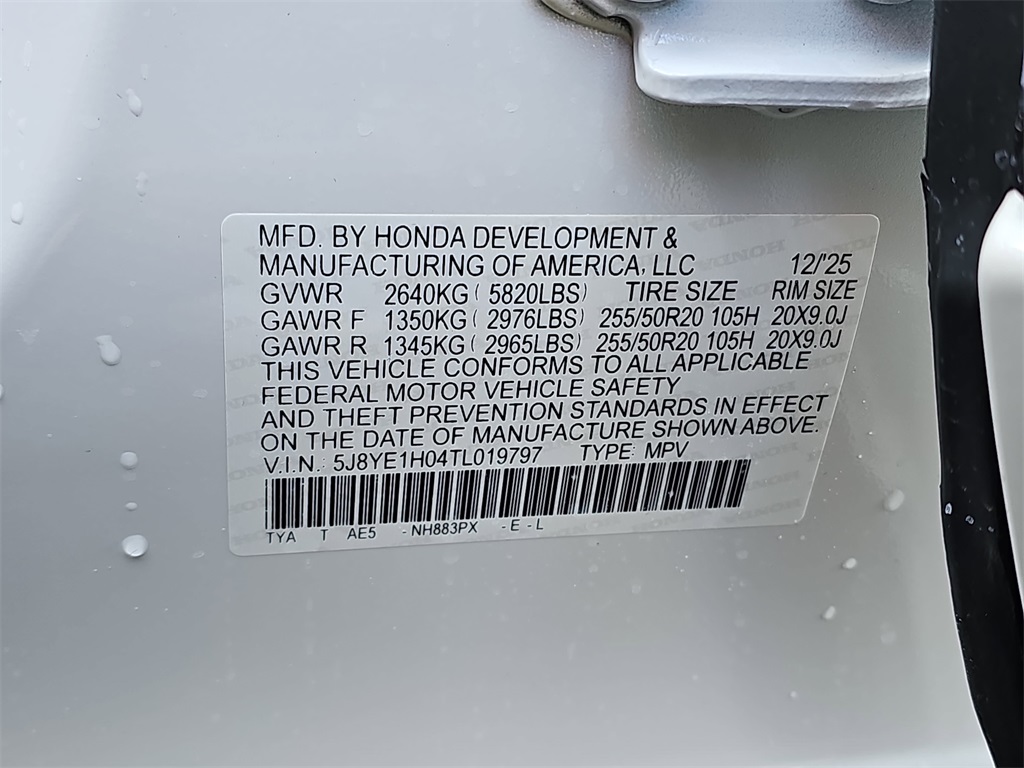 MFD. BY HONDA DEVELOPMENT &
MANUFACTURING OF AMERICA, LLC 12/'25
GVWR 2640KG ( 5820LBS) TIRE SIZE RIM SIZE
GAWR F 1350KG ( 2976LBS) 255/50R20 105H 20X9.0J
GAWR R 1345KG ( 2965LBS) 255/50R20 105H 20X9.0J
THIS VEHICLE CONFORMS TO ALL APPLICABLE
FEDERAL MOTOR VEHICLE SAFETY
AND THEFT PREVENTION STANDARDS IN EFFECT
ON THE DATE OF MANUFACTURE SHOWN ABOVE.
V.I.N.: 5J8YE1H04TL019797 TYPE: MPV
TYA T AE5 - NH883PX - E - L